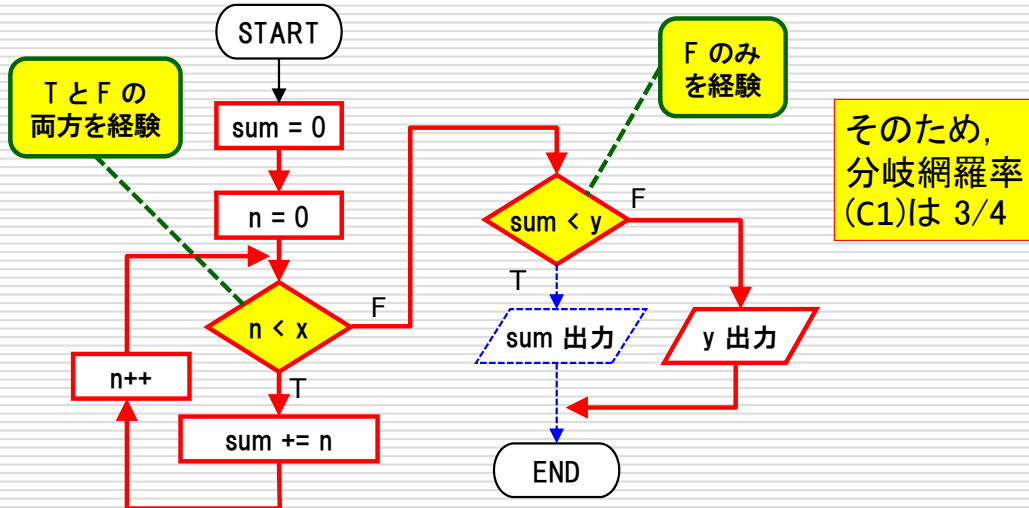 START
T と F の
両方を経験
sum = 0
n = 0
n < x
F
T
n++
sum += n
F のみ
を経験
sum < y
F
T
sum 出力
y 出力
END
そのため,
分岐網羅率
(C1)は 3/4